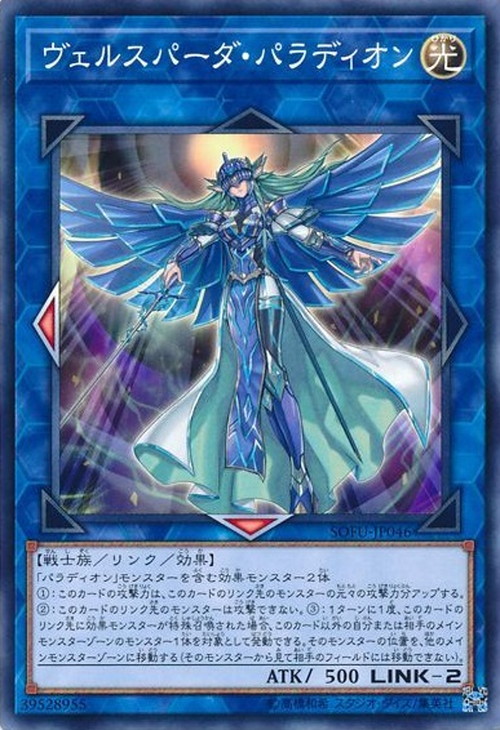 ヴェルスパーダ・パラディオン
光
SOFU-JP046
【戦士族/リンク/効果】
「パラディオン」モンスターを含む効果モンスター2体
①:このカードの攻撃力は、このカードのリンク先のモンスターの元々の攻撃力分アップする。
②:このカードのリンク先のモンスターは攻撃できない。③:1ターンに1度、このカードの
リンク先に効果モンスターが特殊召喚された場合、このカード以外の自分または相手のメイン
モンスターゾーンのモンスター1体を対象として発動できる。そのモンスターの位置を、他のメイ
ンモンスターゾーンに移動する(そのモンスターから見て相手のフィールドには移動できない)。
ATK/ 500 LINK-2
39528955 ©高橋和希 スタジオ・ダイス/集英社